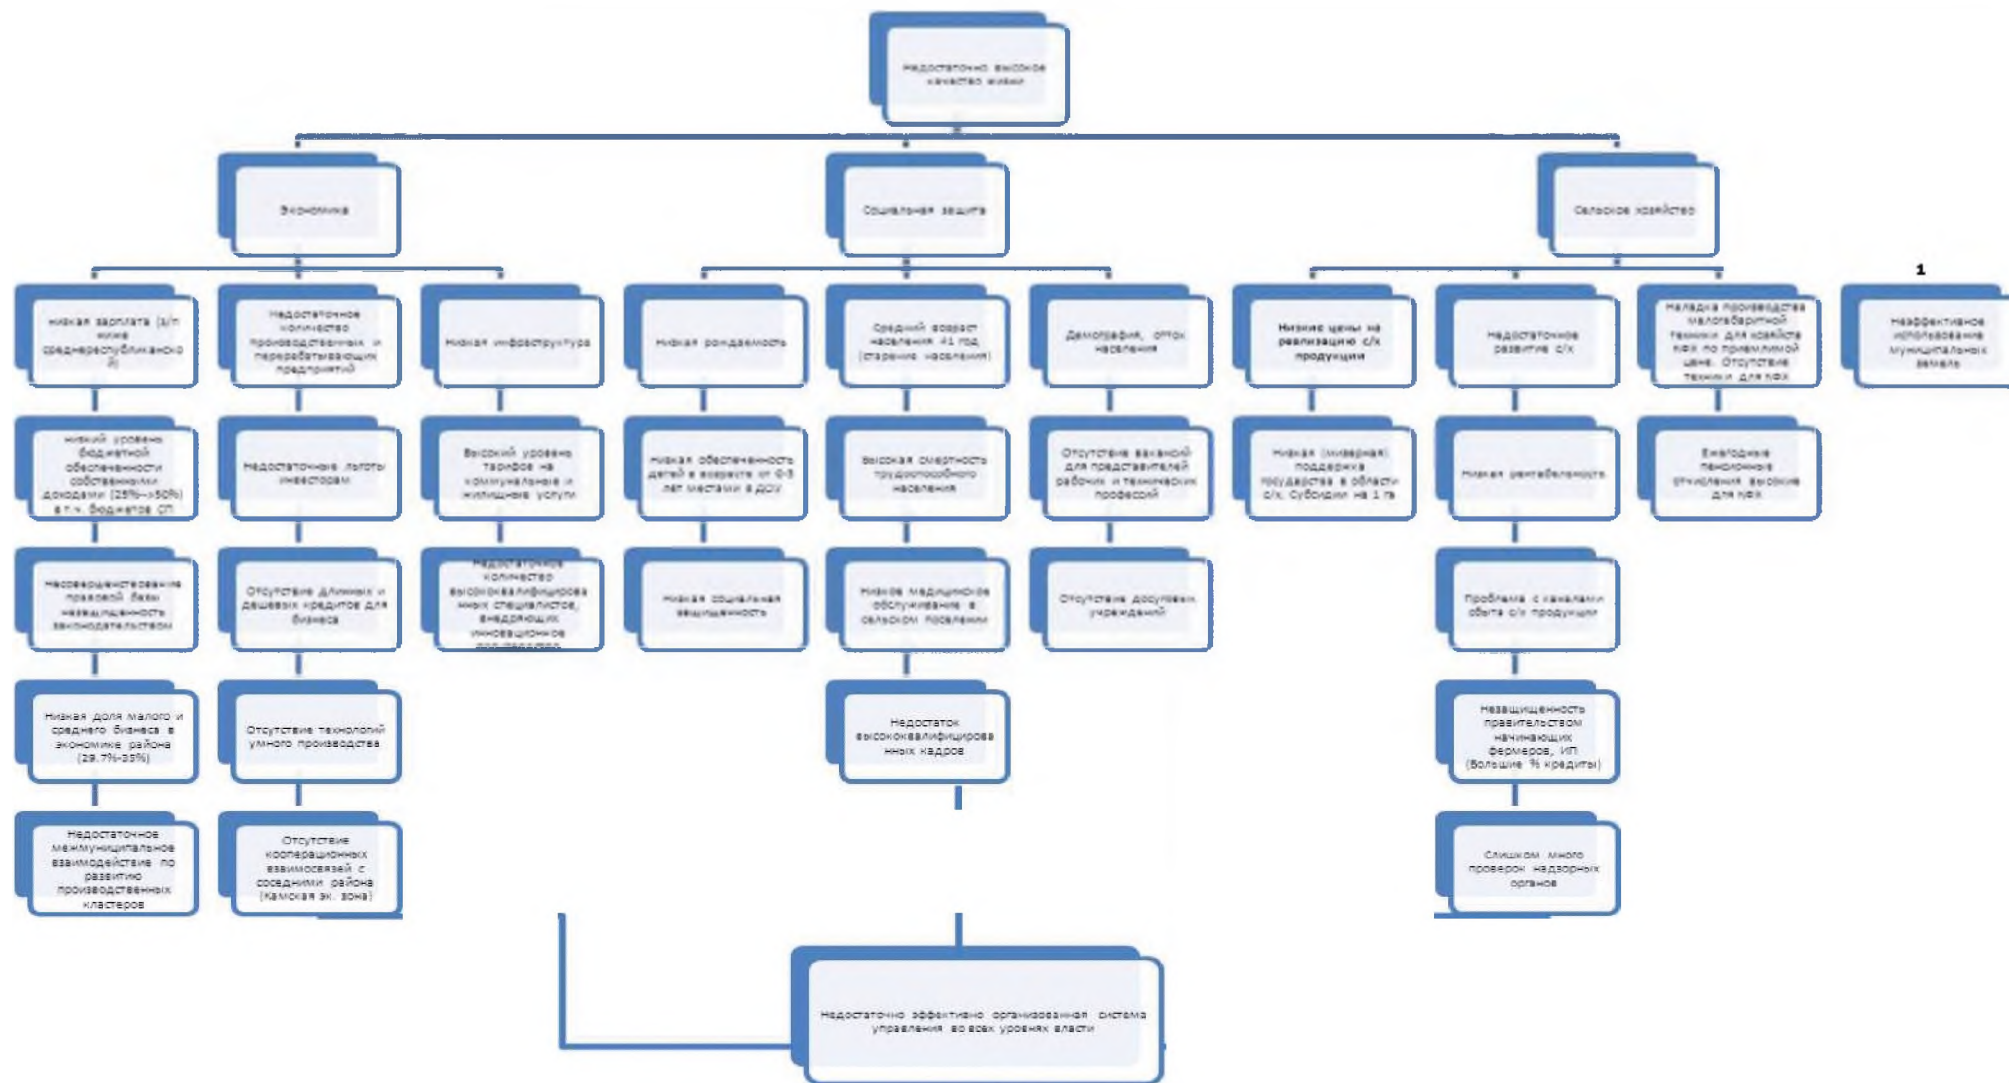 Недостаточно высокое
качество жизни
Экономика
Социальная защита
Сельское хозяйство
1
низкая зарплата (з/п
ниже
среднереспубликанско
й)
Недостаточное
количество
производственных и
перерабатывающих
предприятий
Низкая инфраструктура
Низкая рождаемость
Средний возраст
населения 41 год
(старение населения)
Демография, отток
населения
Низкие цены на
реализацию с/х
продукции
Недостаточное
развитие с/х
Наладка производства
малогабаритной
техники для хозяйств
КФХ по приемлимой
цене. Отсутствие
техники для КФХ
Неэффективное
использование
муниципальных
земель
низкий уровень
бюджетной
обеспеченности
собственными
доходами (25%->50%)
в т.ч. бюджетов СП
Недостаточные льготы
инвесторам
Высокий уровень
тарифов на
коммунальные и
жилищные услуги
Низкая обеспеченность
детей в возрасте от 0-3
лет местами в ДОУ
Высокая смертность
трудоспособного
населения
Отсутствие вакансий
для представителей
рабочих и технических
профессий
Низкая (мизерная)
поддержка
государства в области
с/х. Субсидии на 1 га
Низкая рентабельность
Ежегодные
пенсионные
отчисления высокие
для КФХ
Несовершенствование
правовой базы
незащищенность
законодательством
Отсутствие длинных и
дешевых кредитов для
бизнеса
Недостаточное
количество
высококвалифицирова
нных специалистов,
внедряющих
инновационное
Низкая социальная
защищенность
Низкое медицинское
обслуживание в
сельском поселении
Отсутствие досуговых
учреждений
Проблема с каналами
сбыта с/х продукции
Низкая доля малого и
среднего бизнеса в
экономике района
(29.7%-35%)
Отсутствие технологий
умного производства
Недостаток
высококвалифицирова
нных кадров
Незащищенность
правительством
начинающих
фермеров, ИП
(Большие % кредиты)
Недостаточное
межмуниципальное
взаимодействие по
развитию
производственных
кластеров
Отсутствие
кооперационных
взаимосвязей с
соседними района
(Камская эк. зона)
Слишком много
проверок надзорных
органов
Недостаточно эффективно организованная система
управления во всех уровнях власти